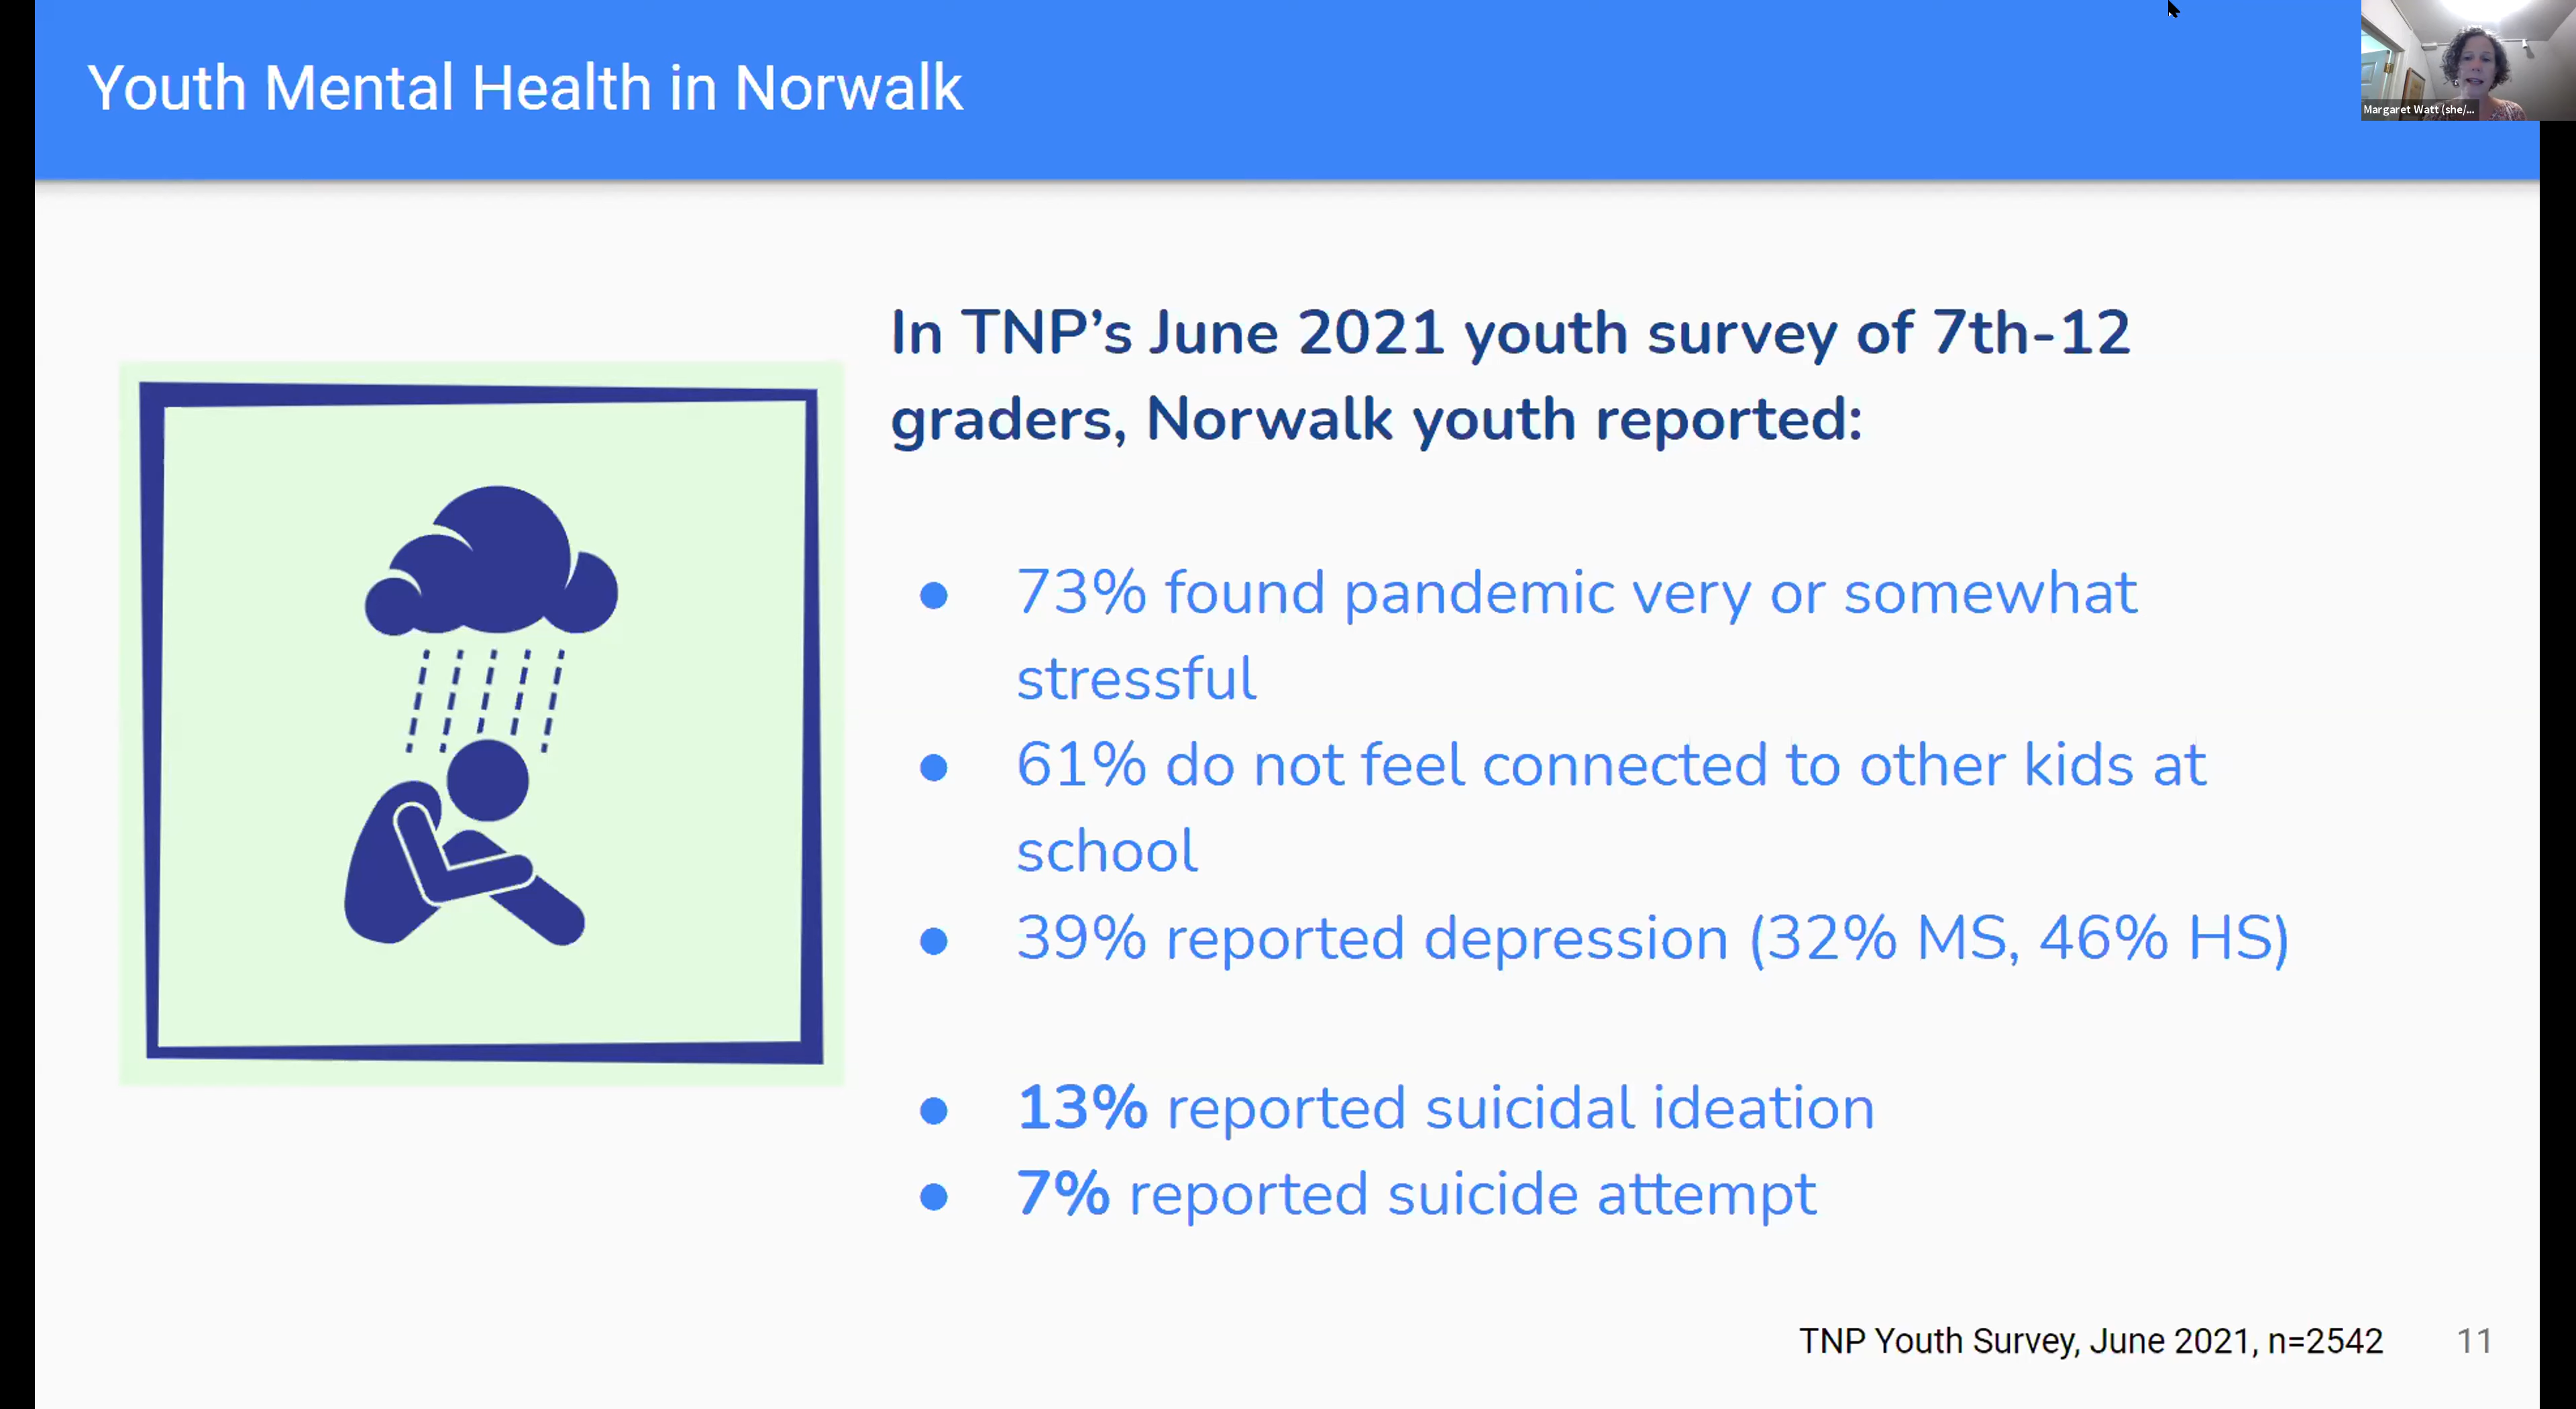 Youth Mental Health in Norwalk
Margaret Watt (she/...
In TNP's June 2021 youth survey of 7th-12
graders, Norwalk youth reported:
● 73% found pandemic very or somewhat
stressful
● 61% do not feel connected to other kids at
school
● 39% reported depression (32% MS, 46% HS)
● 13% reported suicidal ideation
● 7% reported suicide attempt
TNP Youth Survey, June 2021, n=2542
11